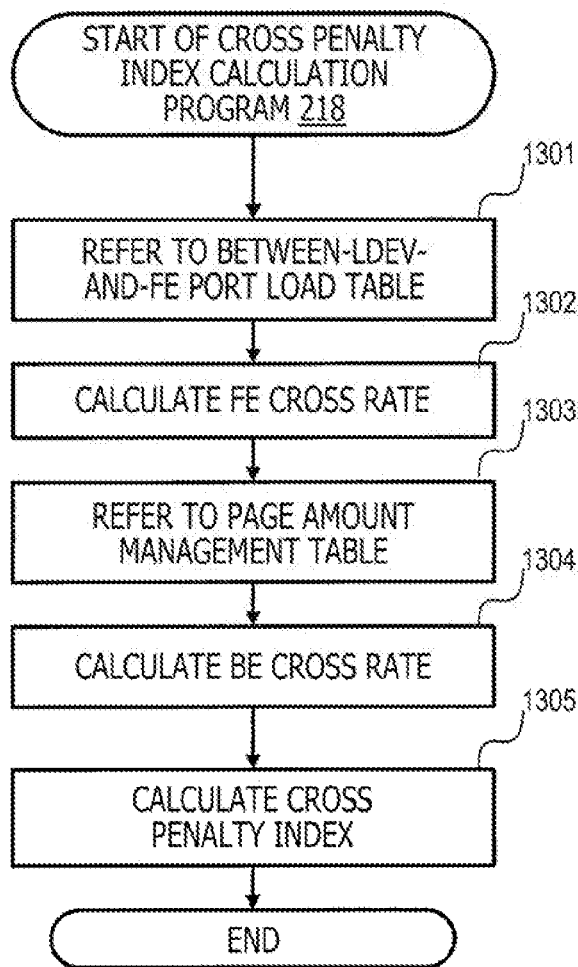 START OF CROSS PENALTY
INDEX CALCULATION
PROGRAM 218
1301
REFER TO BETWEEN-LDEV-
AND-FE PORT LOAD TABLE
1302
CALCULATE FE CROSS RATE
1303
REFER TO PAGE AMOUNT
MANAGEMENT TABLE
1304
CALCULATE BE CROSS RATE
1305
CALCULATE CROSS
PENALTY INDEX
END